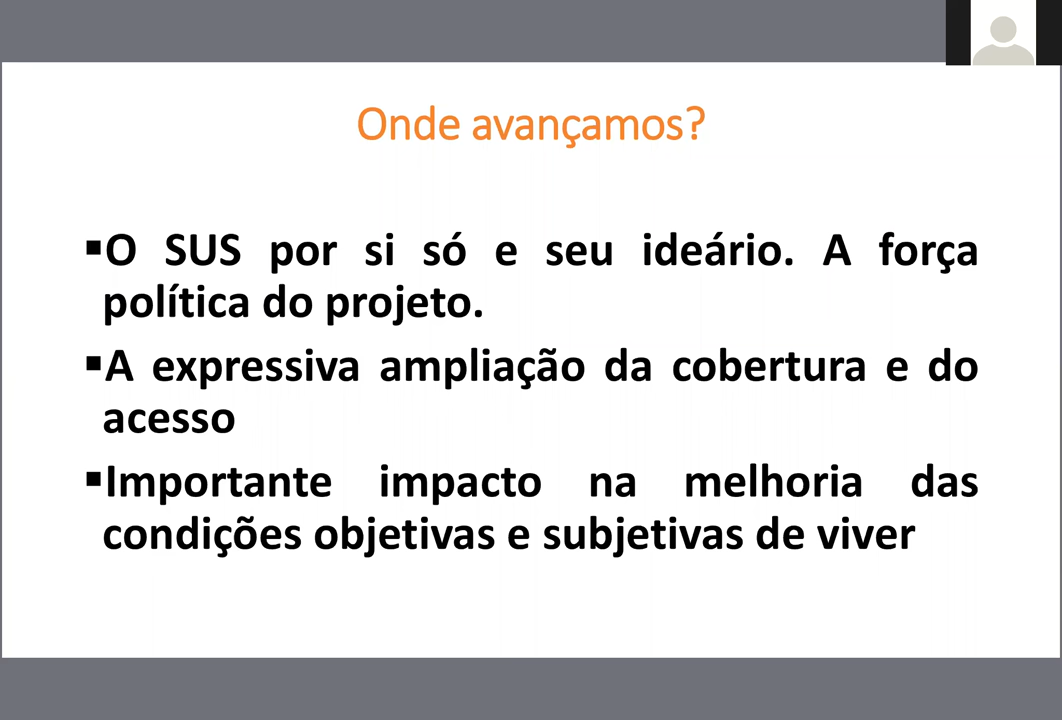 Onde avançamos?
▪O SUS por si só e seu ideário. A força
política do projeto.
▪A expressiva ampliação da cobertura e do
acesso
▪Importante impacto na melhoria das
condições objetivas e subjetivas de viver